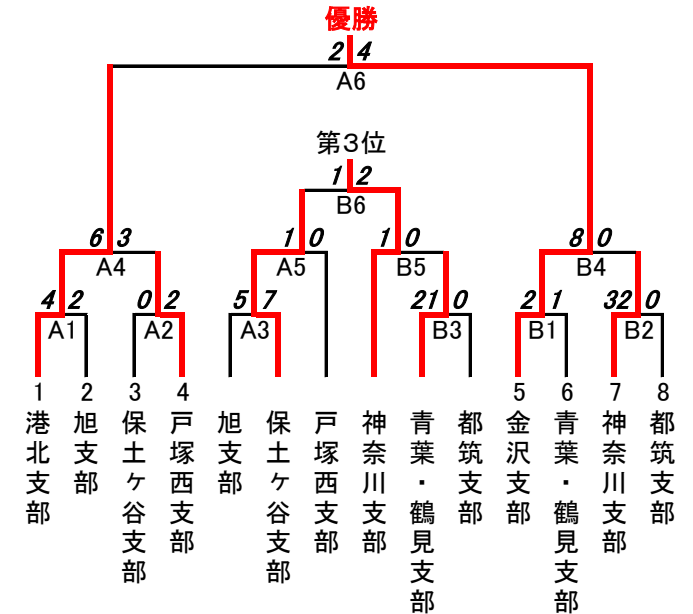 優勝
2 4
A6
第3位
1 2
B6
6 3
A4
1 0
A5
1 0
B5
8 0
B4
4 2
A1
0 2
A2
5 7
A3
21 0
B3
2 1
B1
32 0
B2
1 港北支部
2 旭支部
3 保土ケ谷支部
4 戸塚西支部
旭支部
保土ケ谷支部
戸塚西支部
神奈川支部
青葉・鶴見支部
都筑支部
5 金沢支部
6 青葉・鶴見支部
7 神奈川支部
8 都筑支部